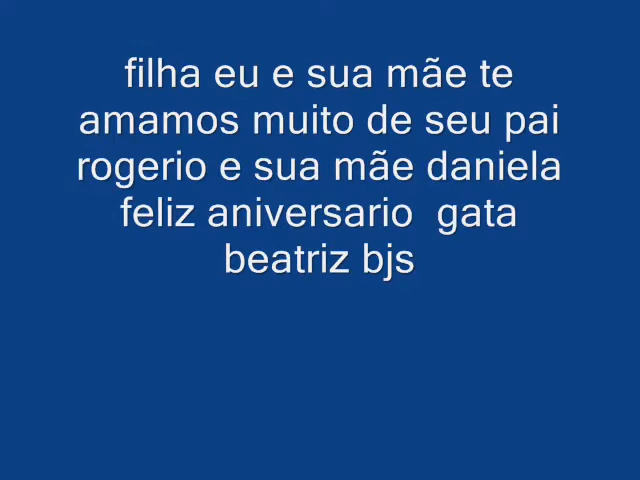 filha eu e sua mãe te
amamos muito de seu pai
rogerio e sua mãe daniela
feliz aniversario  gata
beatriz bjs